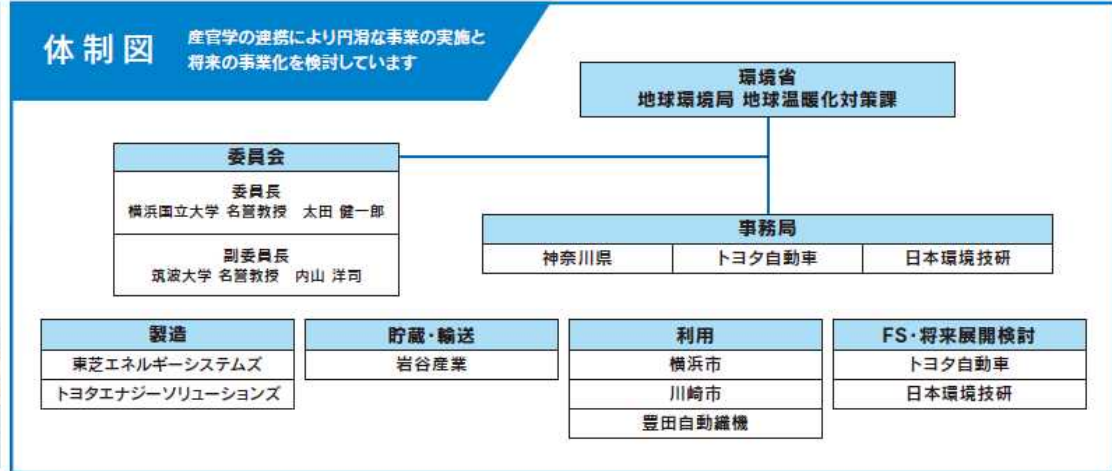 体制図
産官学の連携により円滑な事業の実施と
将来の事業化を検討しています
環境省
地球環境局 地球温暖化対策課
委員会
委員長
横浜国立大学 名誉教授　太田 健一郎
副委員長
筑波大学 名誉教授　内山 洋司
事務局
神奈川県
トヨタ自動車
日本環境技研
製造
東芝エネルギーシステムズ
トヨタエナジーソリューションズ
貯蔵・輸送
岩谷産業
利用
横浜市
川崎市
豊田自動織機
FS・将来展開検討
トヨタ自動車
日本環境技研